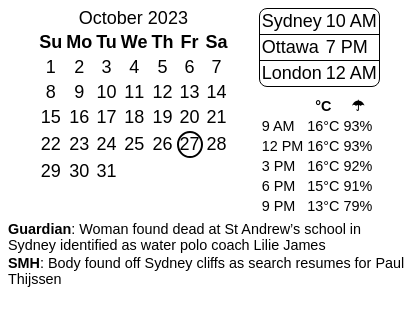 October 2023
Su Mo Tu We Th Fr Sa
1 2 3 4 5 6 7
8 9 10 11 12 13 14
15 16 17 18 19 20 21
22 23 24 25 26 27 28
29 30 31
Sydney 10 AM
Ottawa 7 PM
London 12 AM
°C ☂
9 AM 16°C 93%
12 PM 16°C 93%
3 PM 16°C 92%
6 PM 15°C 91%
9 PM 13°C 79%
Guardian: Woman found dead at St Andrew’s school in
Sydney identified as water polo coach Lilie James
SMH: Body found off Sydney cliffs as search resumes for Paul
Thijssen